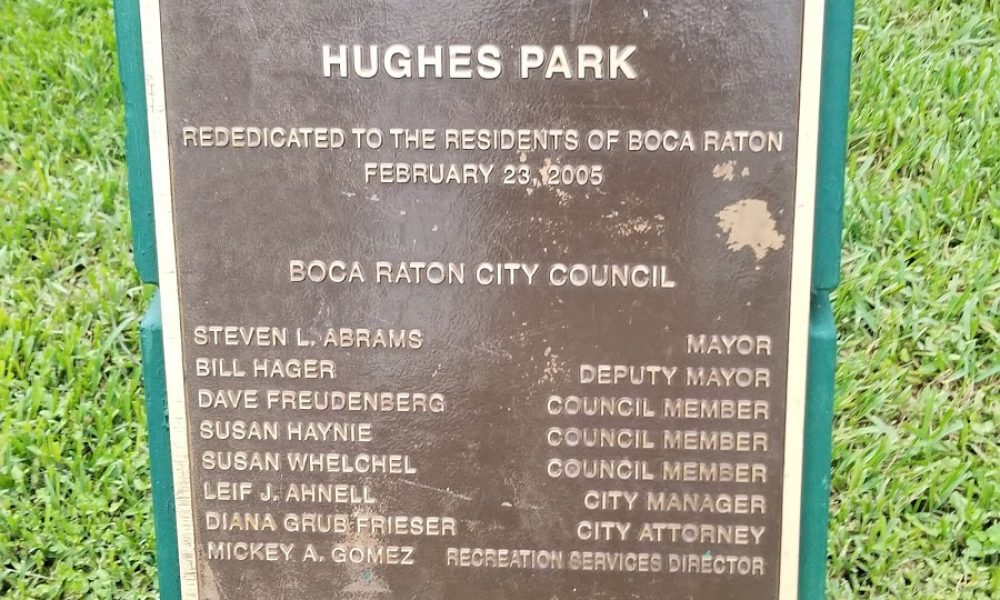 HUGHES PARK
REDEDICATED TO THE RESIDENTS OF BOCA RATON
FEBRUARY 23, 2005
BOCA RATON CITY COUNCIL
STEVEN L. ABRAMS MAYOR
BILL HAGER DEPUTY MAYOR
DAVE FREUDENBERG COUNCIL MEMBER
SUSAN HAYNIE COUNCIL MEMBER
SUSAN WHELCHEL COUNCIL MEMBER
LEIF J. AHNELL CITY MANAGER
DIANA GRUB FRIESER CITY ATTORNEY
MICKEY A. GOMEZ RECREATION SERVICES DIRECTOR